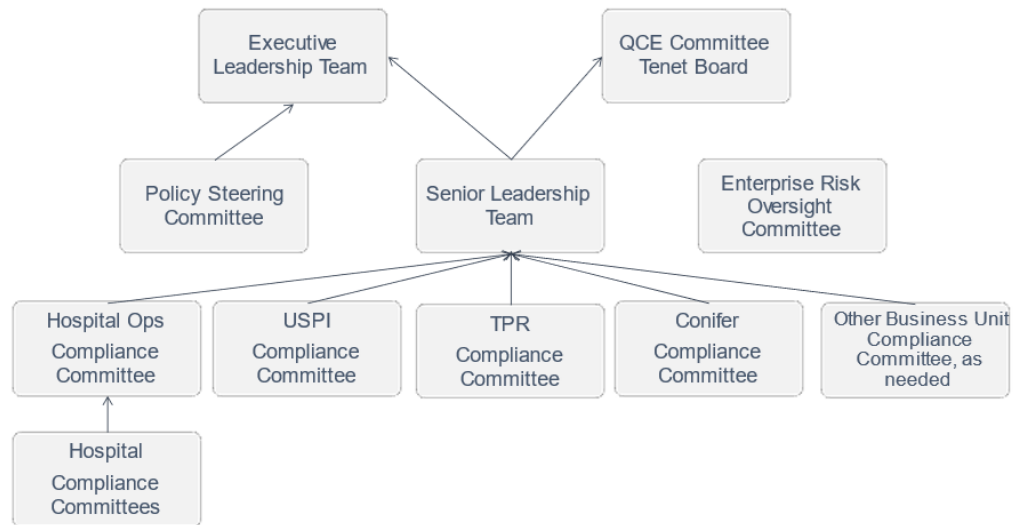 Executive
Leadership Team
QCE Committee
Tenet Board
Policy Steering
Committee
Senior Leadership
Team
Enterprise Risk
Oversight
Committee
Hospital Ops
Compliance
Committee
USPI
Compliance
Committee
TPR
Compliance
Committee
Conifer
Compliance
Committee
Other Business Unit
Compliance
Committee, as
needed
Hospital
Compliance
Committees